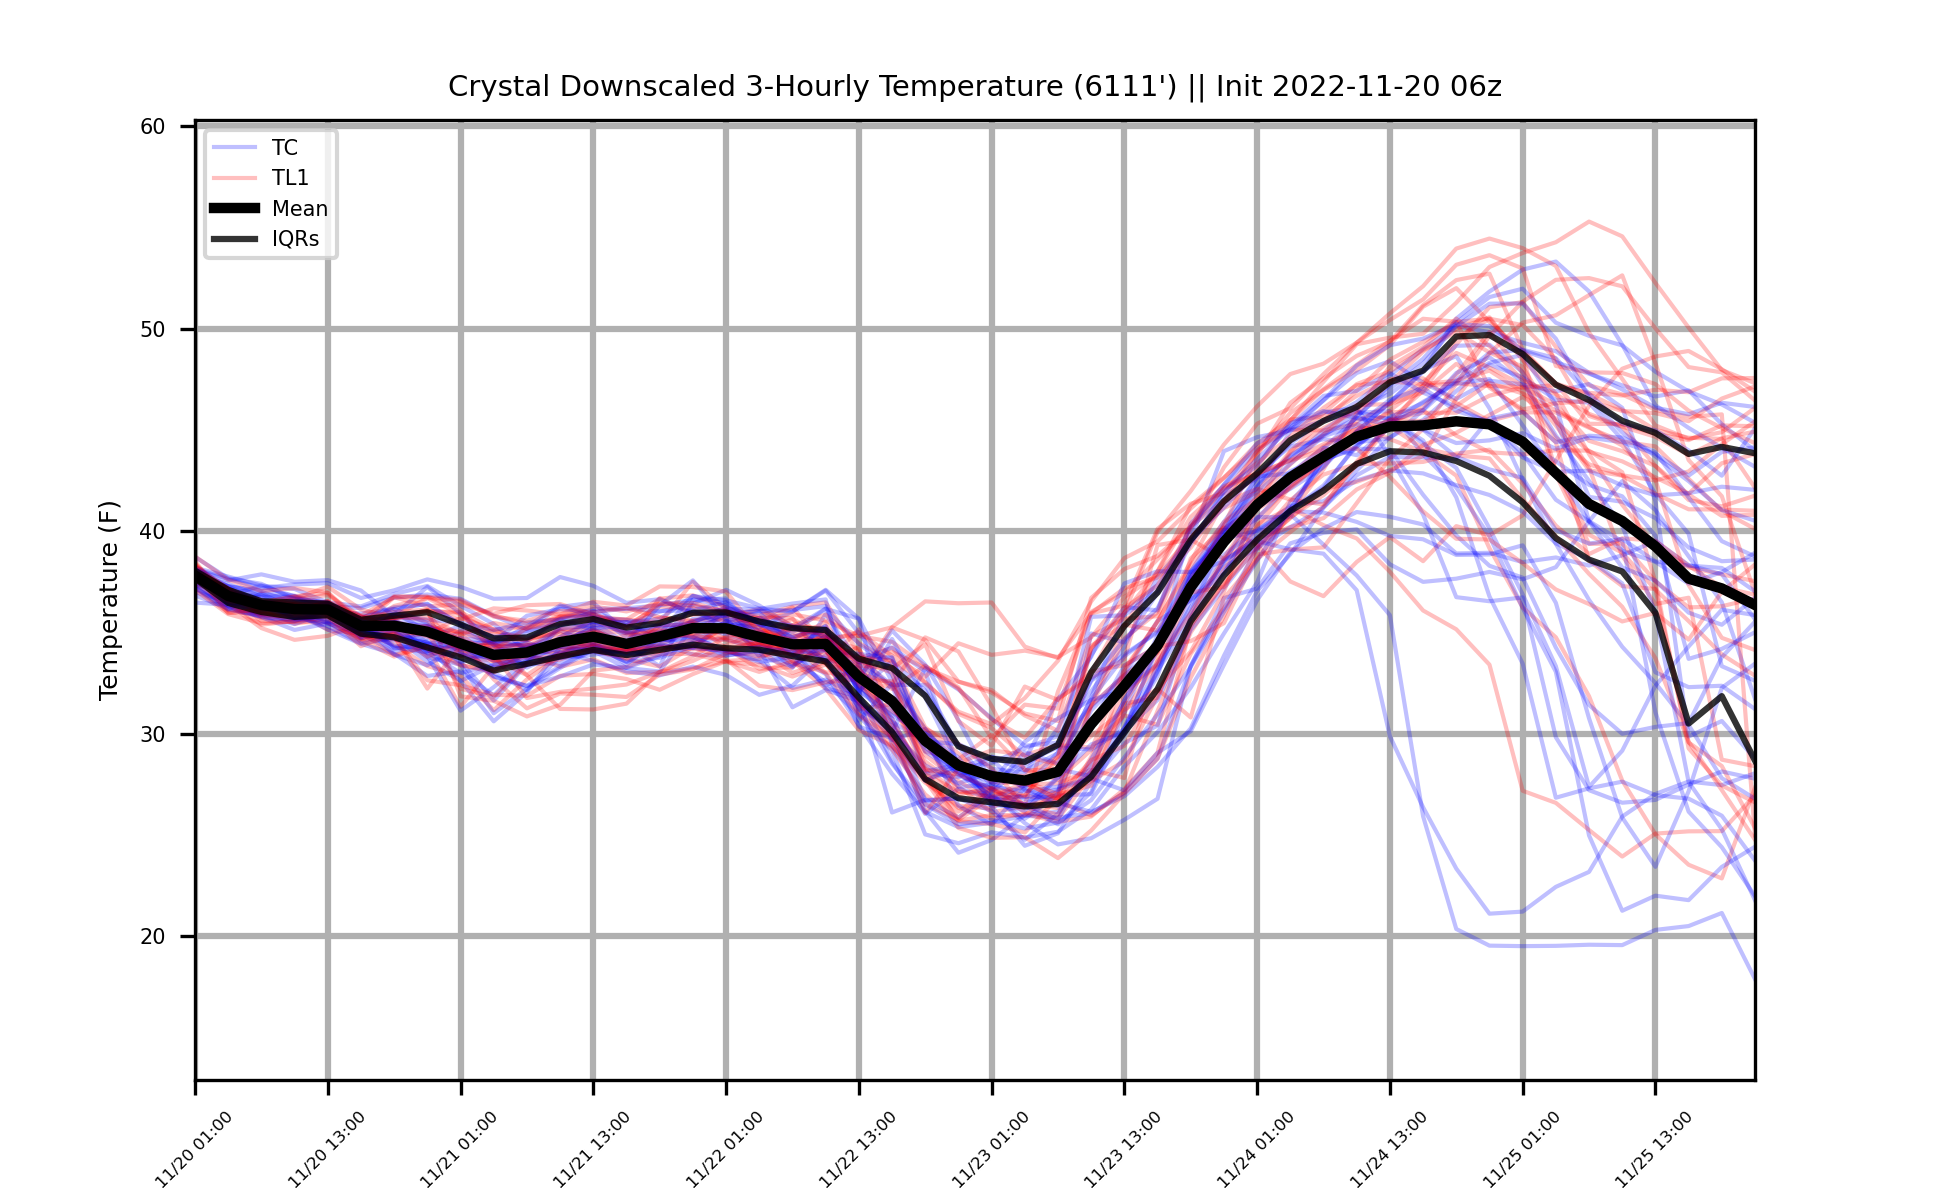 Crystal Downscaled 3-Hourly Temperature (6111') || Init 2022-11-20 06z
TC
TL1
Mean
IQRs
Temperature (F)
60
50
40
30
20
11/20 01:00
11/20 13:00
11/21 01:00
11/21 13:00
11/22 01:00
11/22 13:00
11/23 01:00
11/23 13:00
11/24 01:00
11/24 13:00
11/25 01:00
11/25 13:00